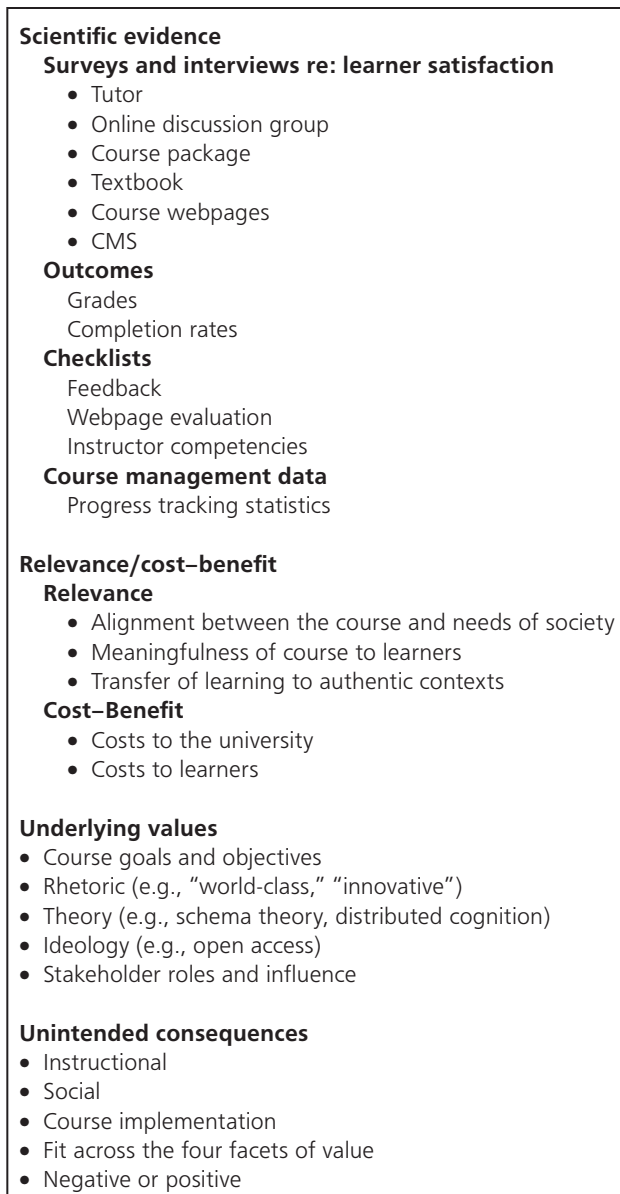 Scientific evidence
Surveys and interviews re: learner satisfaction
• Tutor
• Online discussion group
• Course package
• Textbook
• Course webpages
• CMS
Outcomes
Grades
Completion rates
Checklists
Feedback
Webpage evaluation
Instructor competencies
Course management data
Progress tracking statistics
Relevance/cost–benefit
Relevance
• Alignment between the course and needs of society
• Meaningfulness of course to learners
• Transfer of learning to authentic contexts
Cost–Benefit
• Costs to the university
• Costs to learners
Underlying values
• Course goals and objectives
• Rhetoric (e.g., “world-class,” “innovative”)
• Theory (e.g., schema theory, distributed cognition)
• Ideology (e.g., open access)
• Stakeholder roles and influence
Unintended consequences
• Instructional
• Social
• Course implementation
• Fit across the four facets of value
• Negative or positive